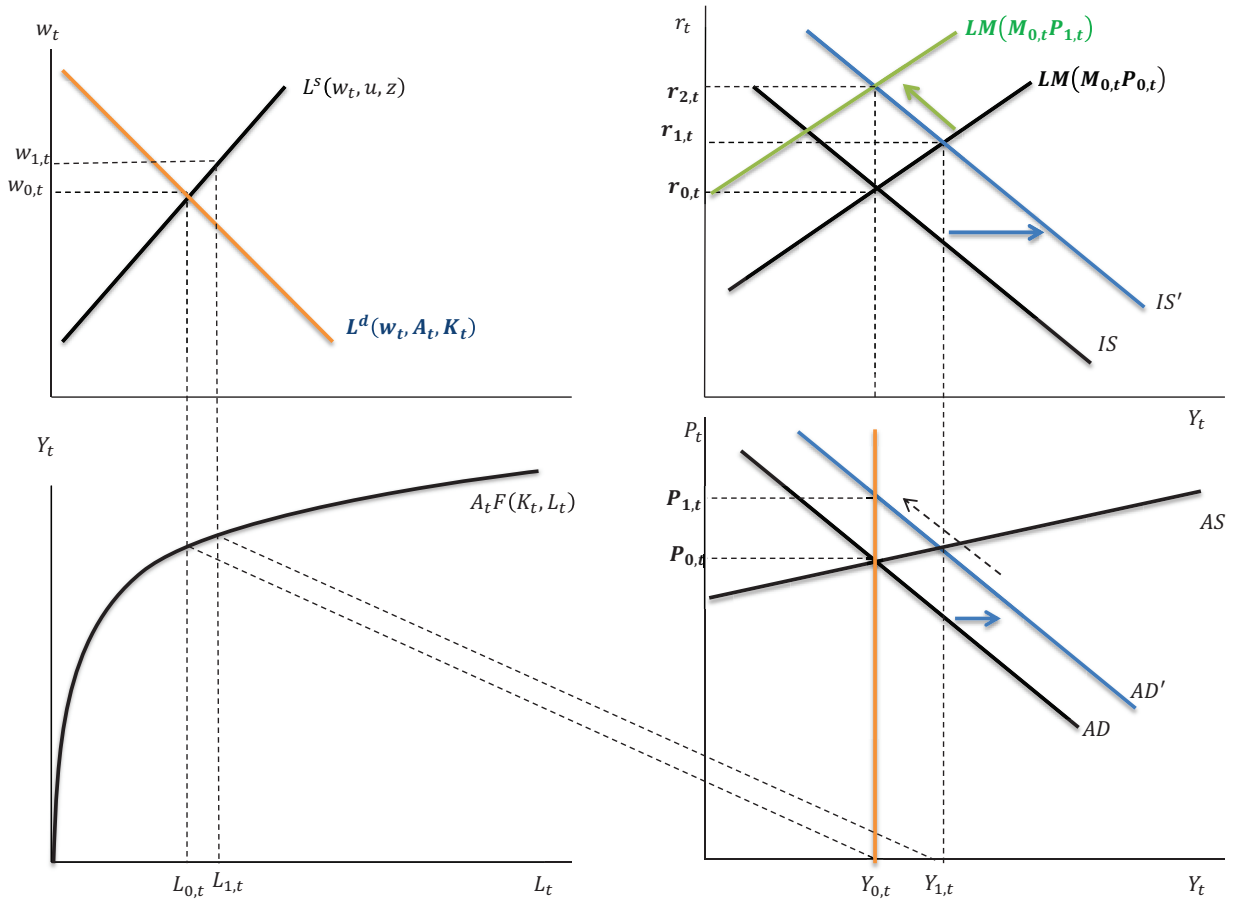 w_t
L^s(w_t, u, z)
w_{1,t}
w_{0,t}
L^d(w_t, A_t, K_t)
Y_t
A_tF(K_t, L_t)
L_{0,t}
L_{1,t}
L_t
r_t
LM(M_{0,t}P_{1,t})
LM(M_{0,t}P_{0,t})
r_{2,t}
r_{1,t}
r_{0,t}
IS′
IS
Y_t
P_t
P_{1,t}
AS
P_{0,t}
AD′
AD
Y_{0,t}
Y_{1,t}
Y_t